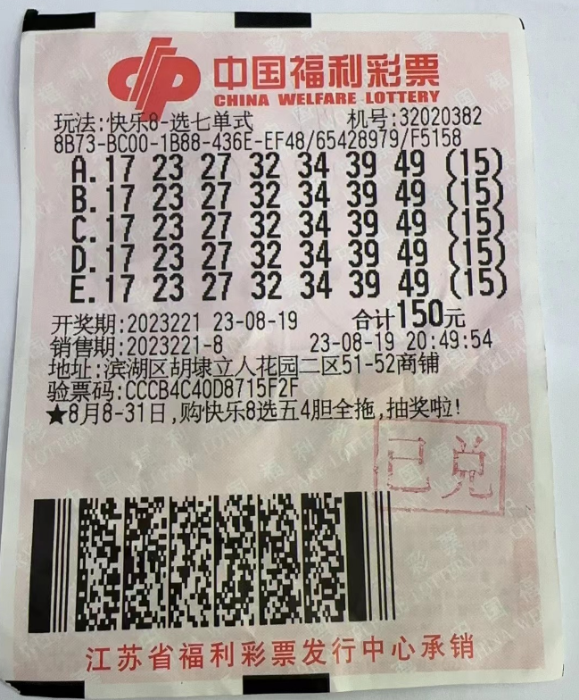 中国福利彩票
CHINA WELFARE LOTTERY
玩法:快乐8-选七单式 机号:32020382
8B73-BC00-1B88-436E-EF48/65428979/F5158
A.17 23 27 32 34 39 49 (15)
B.17 23 27 32 34 39 49 (15)
C.17 23 27 32 34 39 49 (15)
D.17 23 27 32 34 39 49 (15)
E.17 23 27 32 34 39 49 (15)
开奖期:2023221 23-08-19 合计150元
销售期:2023221-8 23-08-19 20:49:54
地址:滨湖区胡埭立人花园二区51-52商铺
验票码:CCCB4C40D8715F2F
★8月8-31日,购快乐8选五4胆全拖,抽奖啦!
已兑
江苏省福利彩票发行中心承销